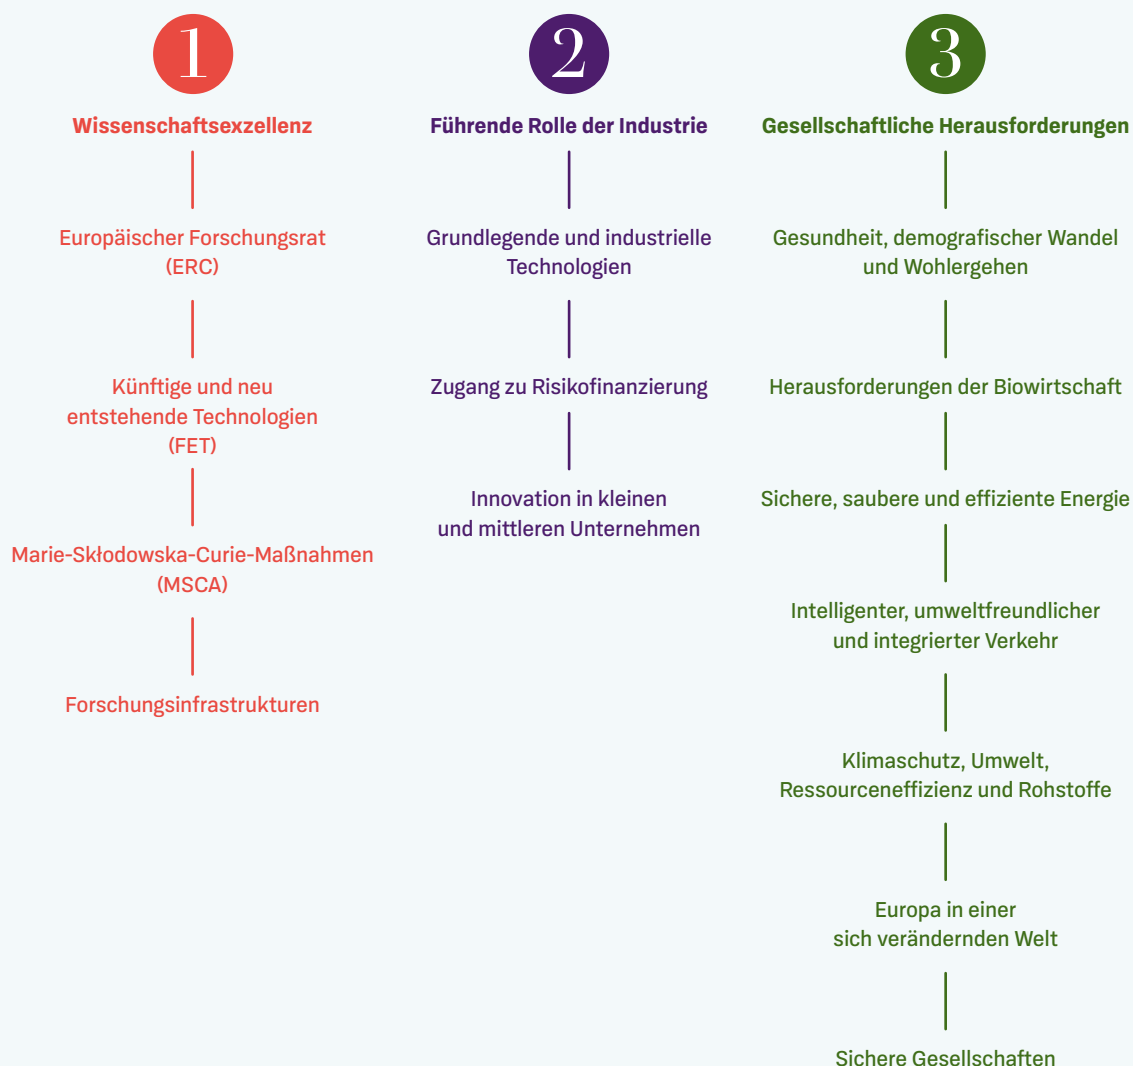 1
Wissenschaftsexzellenz
Europäischer Forschungsrat
(ERC)
Künftige und neu
entstehende Technologien
(FET)
Marie-Skłodowska-Curie-Maßnahmen
(MSCA)
Forschungsinfrastrukturen
2
Führende Rolle der Industrie
Grundlegende und industrielle
Technologien
Zugang zu Risikofinanzierung
Innovation in kleinen
und mittleren Unternehmen
3
Gesellschaftliche Herausforderungen
Gesundheit, demografischer Wandel
und Wohlergehen
Herausforderungen der Biowirtschaft
Sichere, saubere und effiziente Energie
Intelligenter, umweltfreundlicher
und integrierter Verkehr
Klimaschutz, Umwelt,
Ressourceneffizienz und Rohstoffe
Europa in einer
sich verändernden Welt
Sichere Gesellschaften